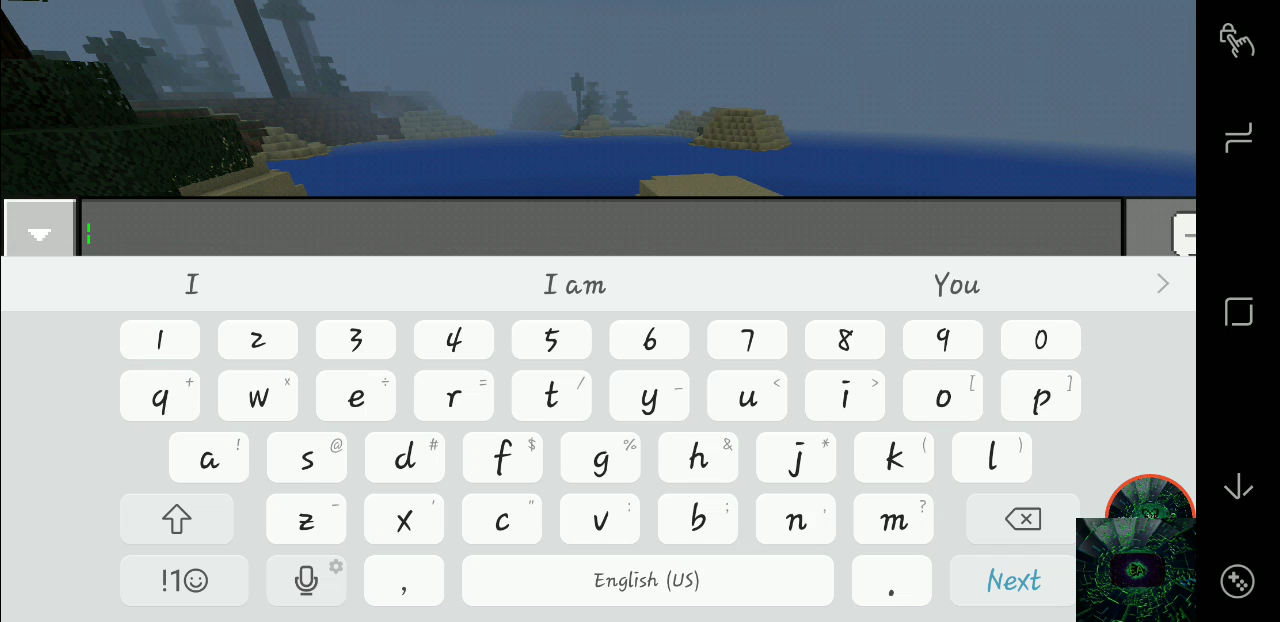 I I am You
1 2 3 4 5 6 7 8 9 0
q + w × e ÷ r = t / y _ u < i > o [ p ]
a ! s @ d # f $ g % h & j * k ( l )
z - x ' c " v : b ; n , m ?
!1☺ , English (US) . Next